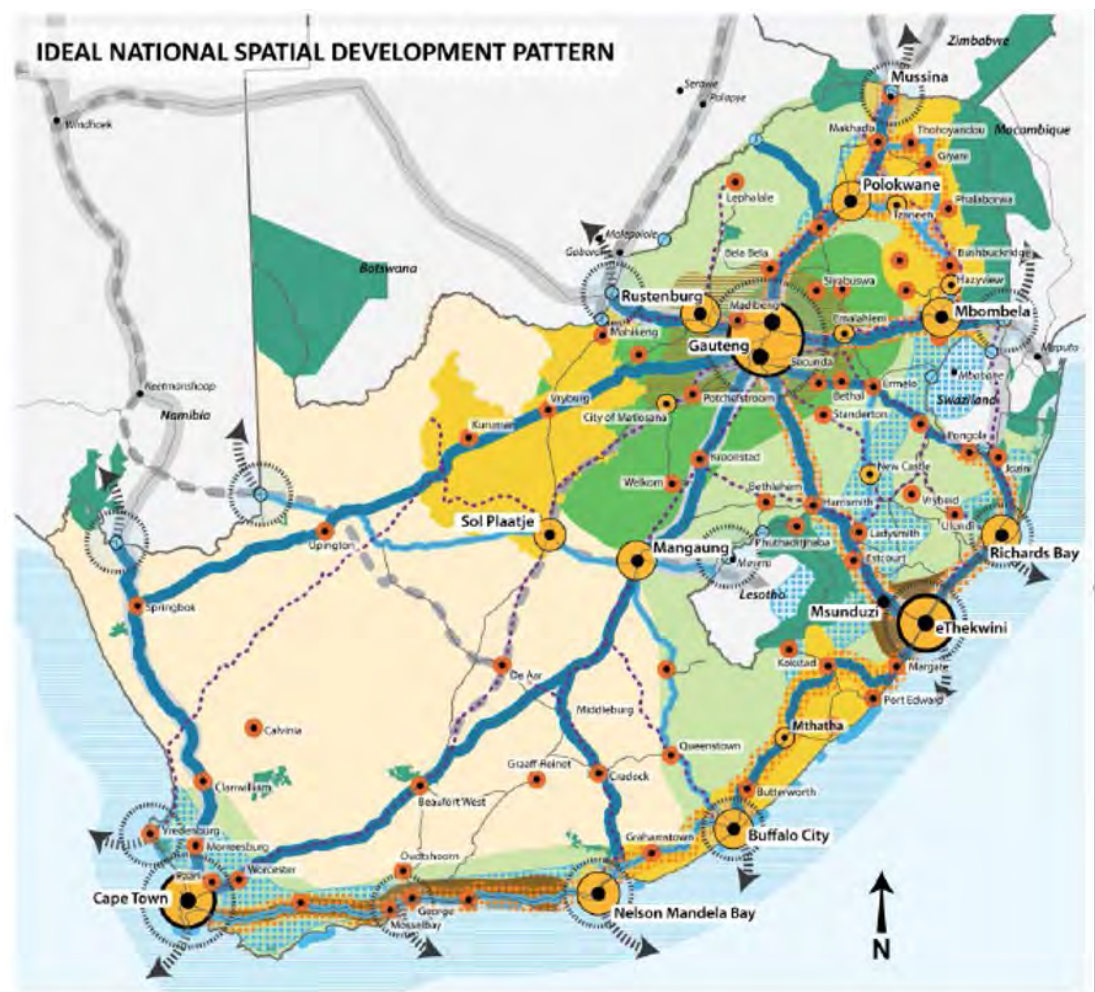 IDEAL NATIONAL SPATIAL DEVELOPMENT PATTERN
Zimbabwe
Mussina
Serowe
Palapye
Windhoek
Makhado
Thohoyandou
Mocambique
Giyani
Polokwane
Lephalale
Tzaneen
Phalaborwa
Molepolole
Gaborone
Bela Bela
Bushbuckridge
Botswana
Siyabuswa
Hazyview
Rustenburg
Madibeng
Mbombela
Emalahleni
Mahikeng
Gauteng
Maputo
Secunda
Mbabane
Keetmanshoop
Ermelo
Bethal
Swaziland
Namibia
Vryburg
Potchefstroom
City of Matlosana
Standerton
Kuruman
Pongola
Kroonstad
Jozini
New Castle
Welkom
Bethlehem
Vryheid
Harrismith
Sol Plaatje
Ulundi
Upington
Phuthaditjhaba
Ladysmith
Mangaung
Richards Bay
Maseru
Estcourt
Lesotho
Springbok
Msunduzi
eThekwini
Kokstad
Margate
De Aar
Port Edward
Middleburg
Mthatha
Calvinia
Queenstown
Graaff-Reinet
Cradock
Clanwilliam
Beaufort West
Butterworth
Vredenburg
Grahamstown
Buffalo City
Morreesburg
Oudtshoorn
Worcester
Paarl
Cape Town
George
Nelson Mandela Bay
Mosselbay
N